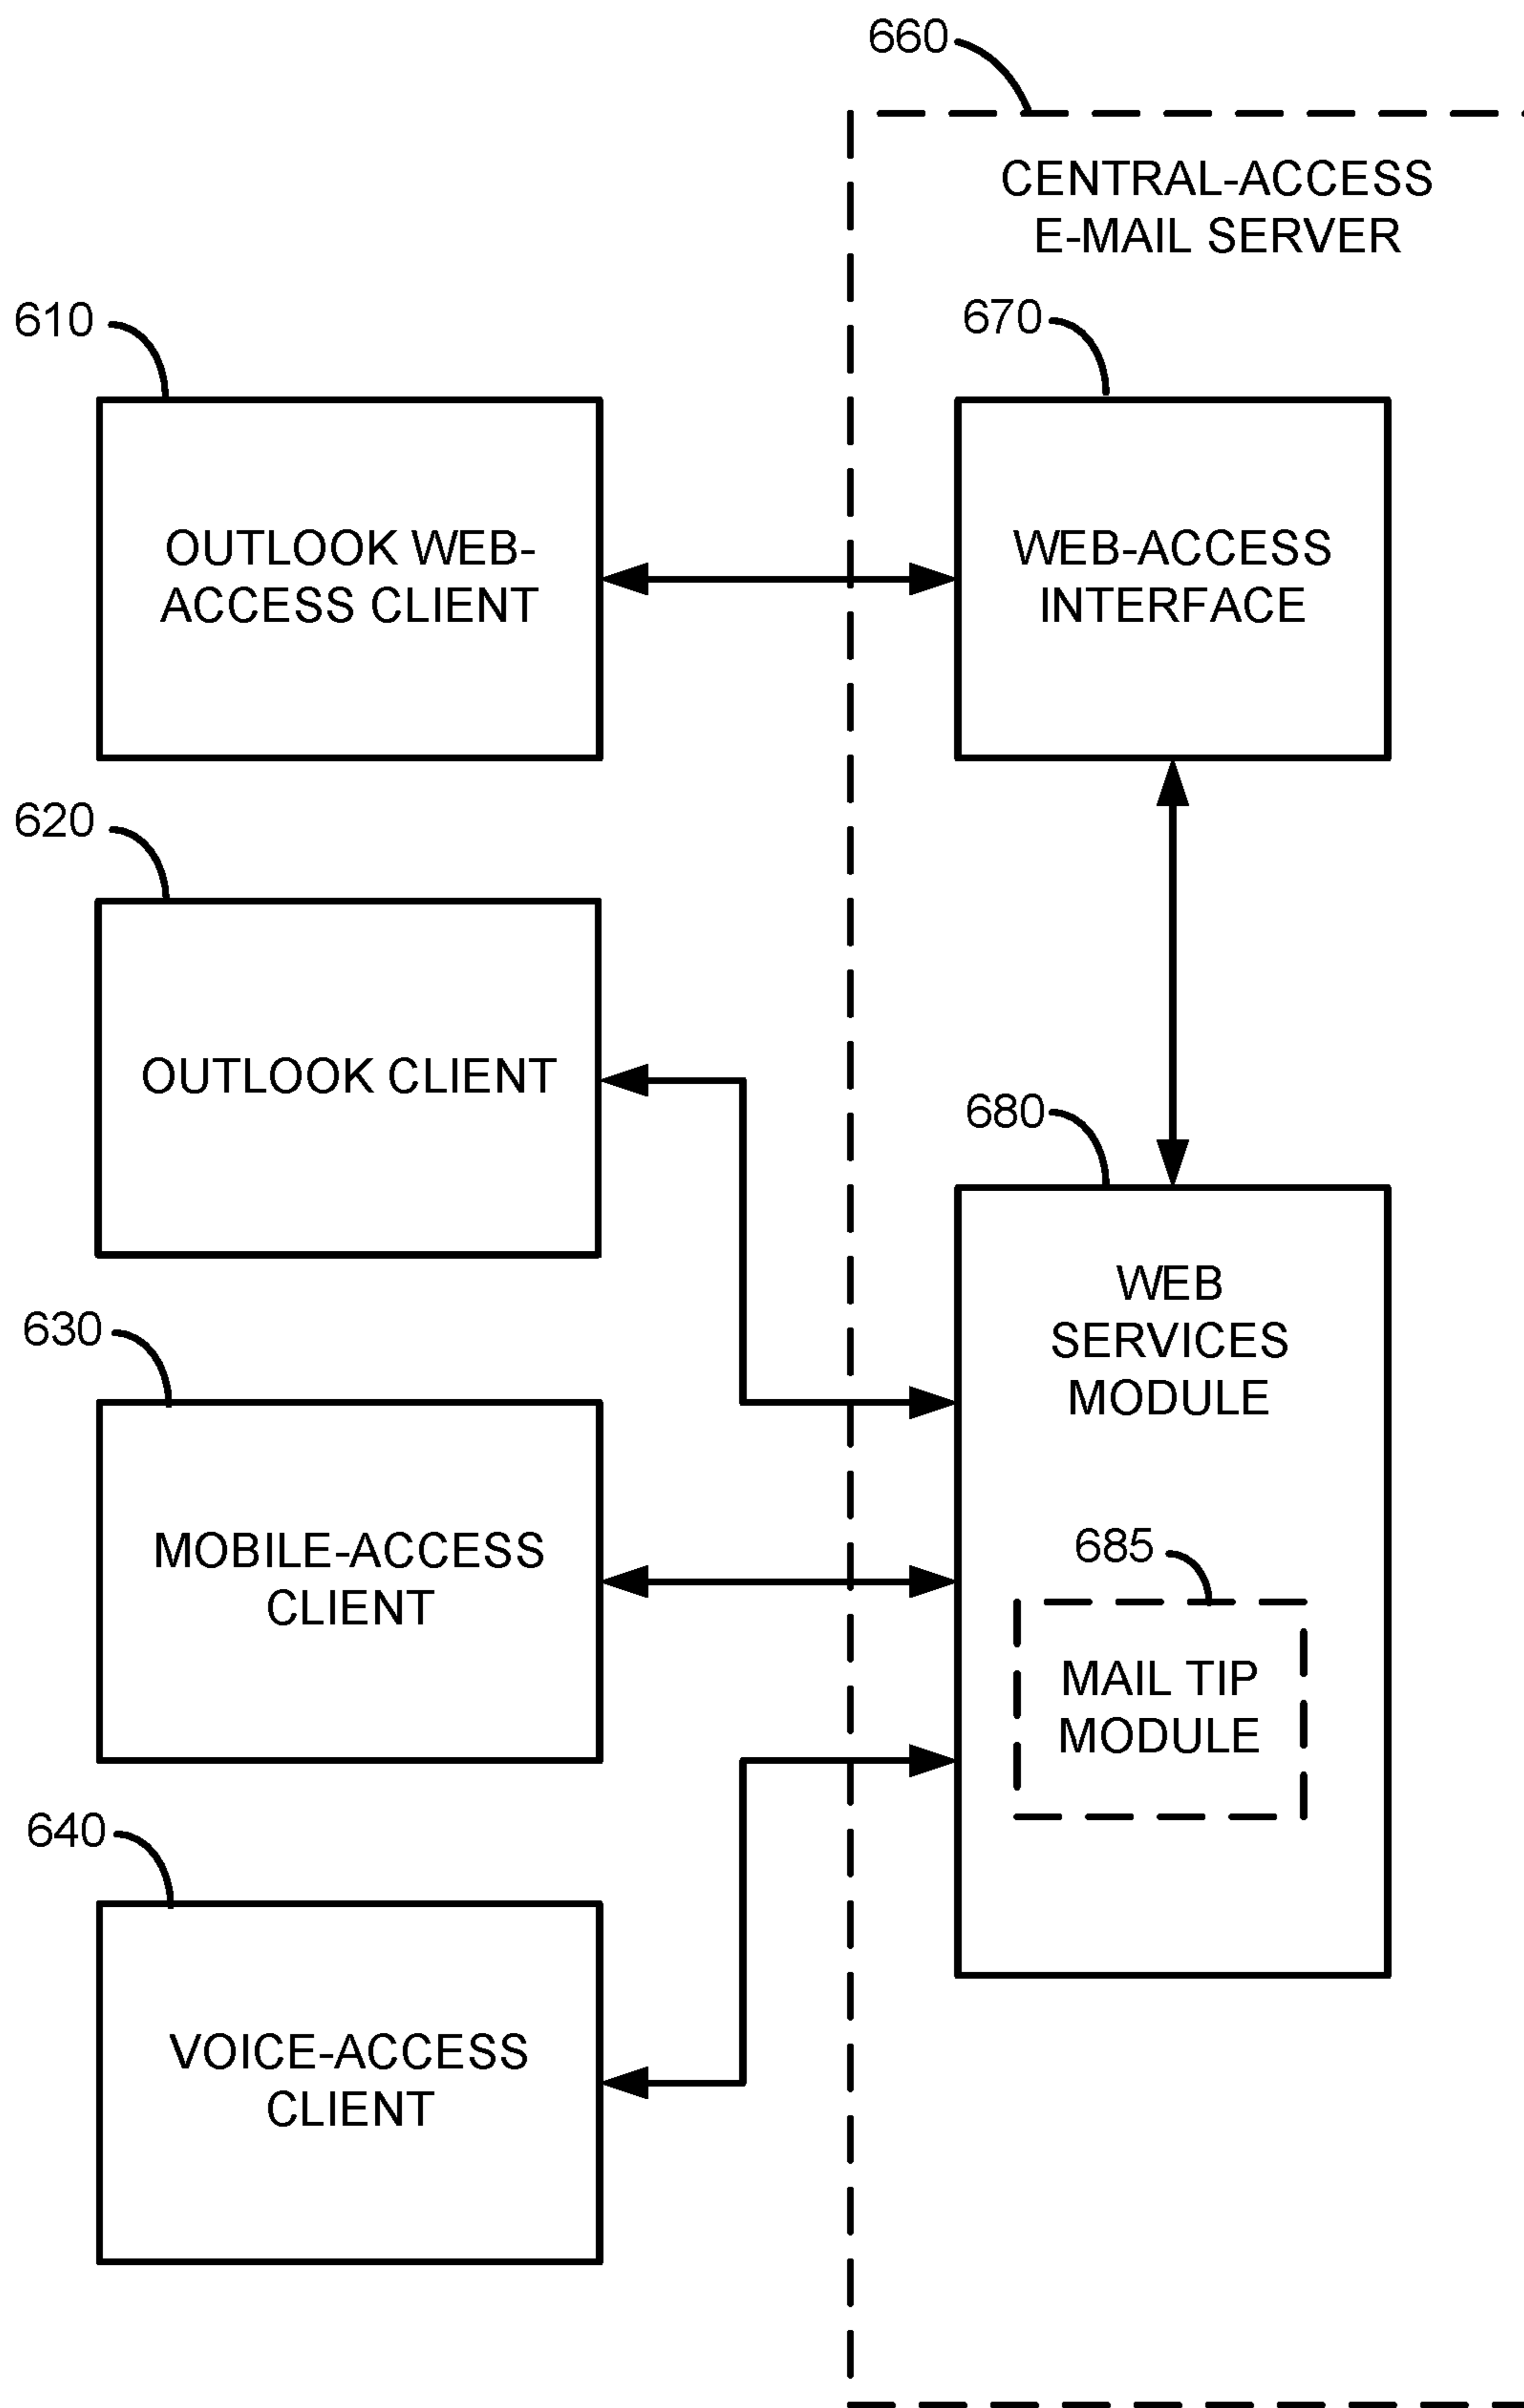 660
CENTRAL-ACCESS
E-MAIL SERVER
610
670
OUTLOOK WEB-
ACCESS CLIENT
WEB-ACCESS
INTERFACE
620
OUTLOOK CLIENT
680
WEB
SERVICES
MODULE
630
MOBILE-ACCESS
CLIENT
685
MAIL TIP
MODULE
640
VOICE-ACCESS
CLIENT